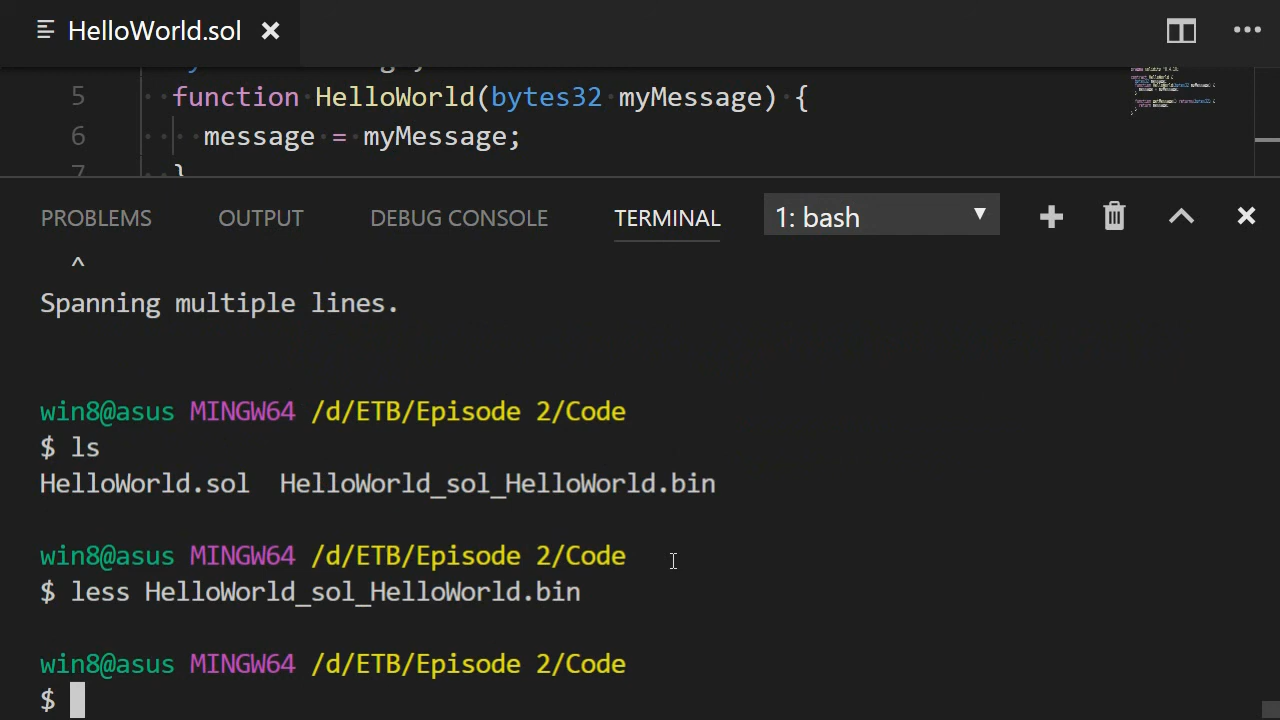 HelloWorld.sol
5 function HelloWorld(bytes32 myMessage) {
6 message = myMessage;
7 }
PROBLEMS OUTPUT DEBUG CONSOLE TERMINAL 1: bash
^
Spanning multiple lines.
win8@asus MINGW64 /d/ETB/Episode 2/Code
$ ls
HelloWorld.sol HelloWorld_sol_HelloWorld.bin
win8@asus MINGW64 /d/ETB/Episode 2/Code
$ less HelloWorld_sol_HelloWorld.bin
win8@asus MINGW64 /d/ETB/Episode 2/Code
$